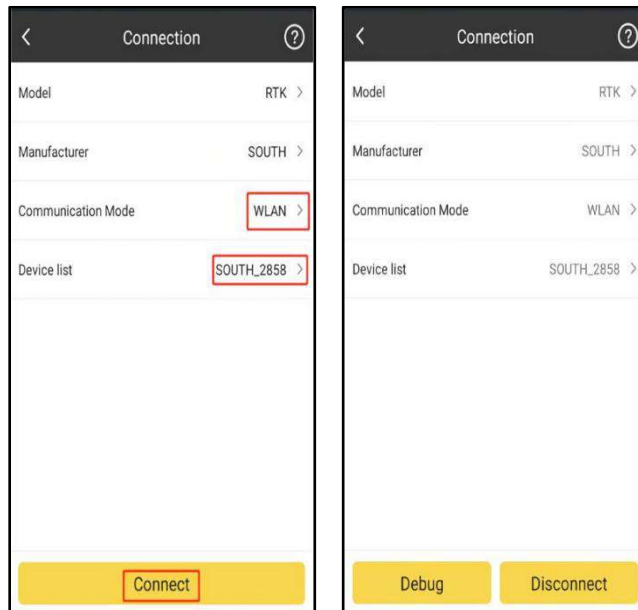 Connection ?
Model RTK >
Manufacturer SOUTH >
Communication Mode WLAN >
Device list SOUTH_2858 >
Connect
Connection ?
Model RTK >
Manufacturer SOUTH >
Communication Mode WLAN >
Device list SOUTH_2858 >
Debug Disconnect